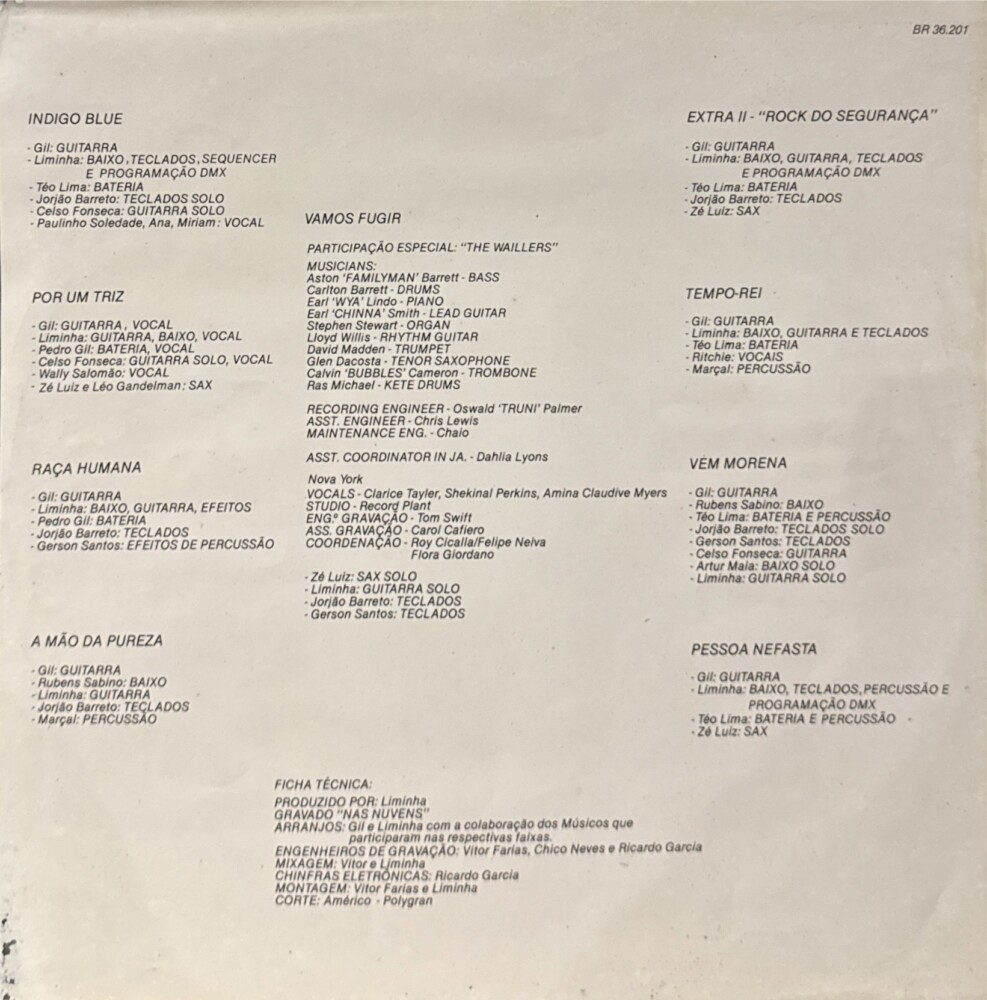 BR 36.201
INDIGO BLUE
- Gil: GUITARRA
- Liminha: BAIXO, TECLADOS, SEQUENCER
E PROGRAMAÇÃO DMX
- Téo Lima: BATERIA
- Jorjão Barreto: TECLADOS SOLO
- Celso Fonseca: GUITARRA SOLO
- Paulinho Soledade, Ana, Miriam: VOCAL
POR UM TRIZ
- Gil: GUITARRA, VOCAL
- Liminha: GUITARRA, BAIXO, VOCAL
- Pedro Gil: BATERIA, VOCAL
- Celso Fonseca: GUITARRA SOLO, VOCAL
- Wally Salomão: VOCAL
- Zé Luiz e Léo Gandelman: SAX
RAÇA HUMANA
- Gil: GUITARRA
- Liminha: BAIXO, GUITARRA, EFEITOS
- Pedro Gil: BATERIA
- Jorjão Barreto: TECLADOS
- Gerson Santos: EFEITOS DE PERCUSSÃO
A MÃO DA PUREZA
- Gil: GUITARRA
- Rubens Sabino: BAIXO
- Liminha: GUITARRA
- Jorjão Barreto: TECLADOS
- Marçal: PERCUSSÃO
VAMOS FUGIR
PARTICIPAÇÃO ESPECIAL: "THE WAILLERS"
MUSICIANS:
Aston 'FAMILYMAN' Barrett - BASS
Carlton Barrett - DRUMS
Earl 'WYA' Lindo - PIANO
Earl 'CHINNA' Smith - LEAD GUITAR
Stephen Stewart - ORGAN
Lloyd Willis - RHYTHM GUITAR
David Madden - TRUMPET
Glen Dacosta - TENOR SAXOPHONE
Calvin 'BUBBLES' Cameron - TROMBONE
Ras Michael - KETE DRUMS
RECORDING ENGINEER - Oswald 'TRUNI' Palmer
ASST. ENGINEER - Chris Lewis
MAINTENANCE ENG. - Chaio
ASST. COORDINATOR IN JA. - Dahlia Lyons
Nova York
VOCALS - Clarice Tayler, Shekinal Perkins, Amina Claudive Myers
STUDIO - Record Plant
ENG.º GRAVAÇÃO - Tom Swift
ASS. GRAVAÇÃO - Carol Cafiero
COORDENAÇÃO - Roy Cicalla/Felipe Neiva
Flora Giordano
- Zé Luiz: SAX SOLO
- Liminha: GUITARRA SOLO
- Jorjão Barreto: TECLADOS
- Gerson Santos: TECLADOS
EXTRA II - "ROCK DO SEGURANÇA"
- Gil: GUITARRA
- Liminha: BAIXO, GUITARRA, TECLADOS
E PROGRAMAÇÃO DMX
- Téo Lima: BATERIA
- Jorjão Barreto: TECLADOS
- Zé Luiz: SAX
TEMPO-REI
- Gil: GUITARRA
- Liminha: BAIXO, GUITARRA E TECLADOS
- Téo Lima: BATERIA
- Ritchie: VOCAIS
- Marçal: PERCUSSÃO
VEM MORENA
- Gil: GUITARRA
- Rubens Sabino: BAIXO
- Téo Lima: BATERIA E PERCUSSÃO
- Jorjão Barreto: TECLADOS SOLO
- Gerson Santos: TECLADOS
- Celso Fonseca: GUITARRA
- Artur Maia: BAIXO SOLO
- Liminha: GUITARRA SOLO
PESSOA NEFASTA
- Gil: GUITARRA
- Liminha: BAIXO, TECLADOS, PERCUSSÃO E
PROGRAMAÇÃO DMX
- Téo Lima: BATERIA E PERCUSSÃO
- Zé Luiz: SAX
FICHA TÉCNICA:
PRODUZIDO POR: Liminha
GRAVADO "NAS NUVENS"
ARRANJOS: Gil e Liminha com a colaboração dos Músicos que
participaram nas respectivas faixas.
ENGENHEIROS DE GRAVAÇÃO: Vitor Farias, Chico Neves e Ricardo Garcia
MIXAGEM: Vitor e Liminha
CHINFRAS ELETRÔNICAS: Ricardo Garcia
MONTAGEM: Vitor Farias e Liminha
CORTE: Américo - Polygran